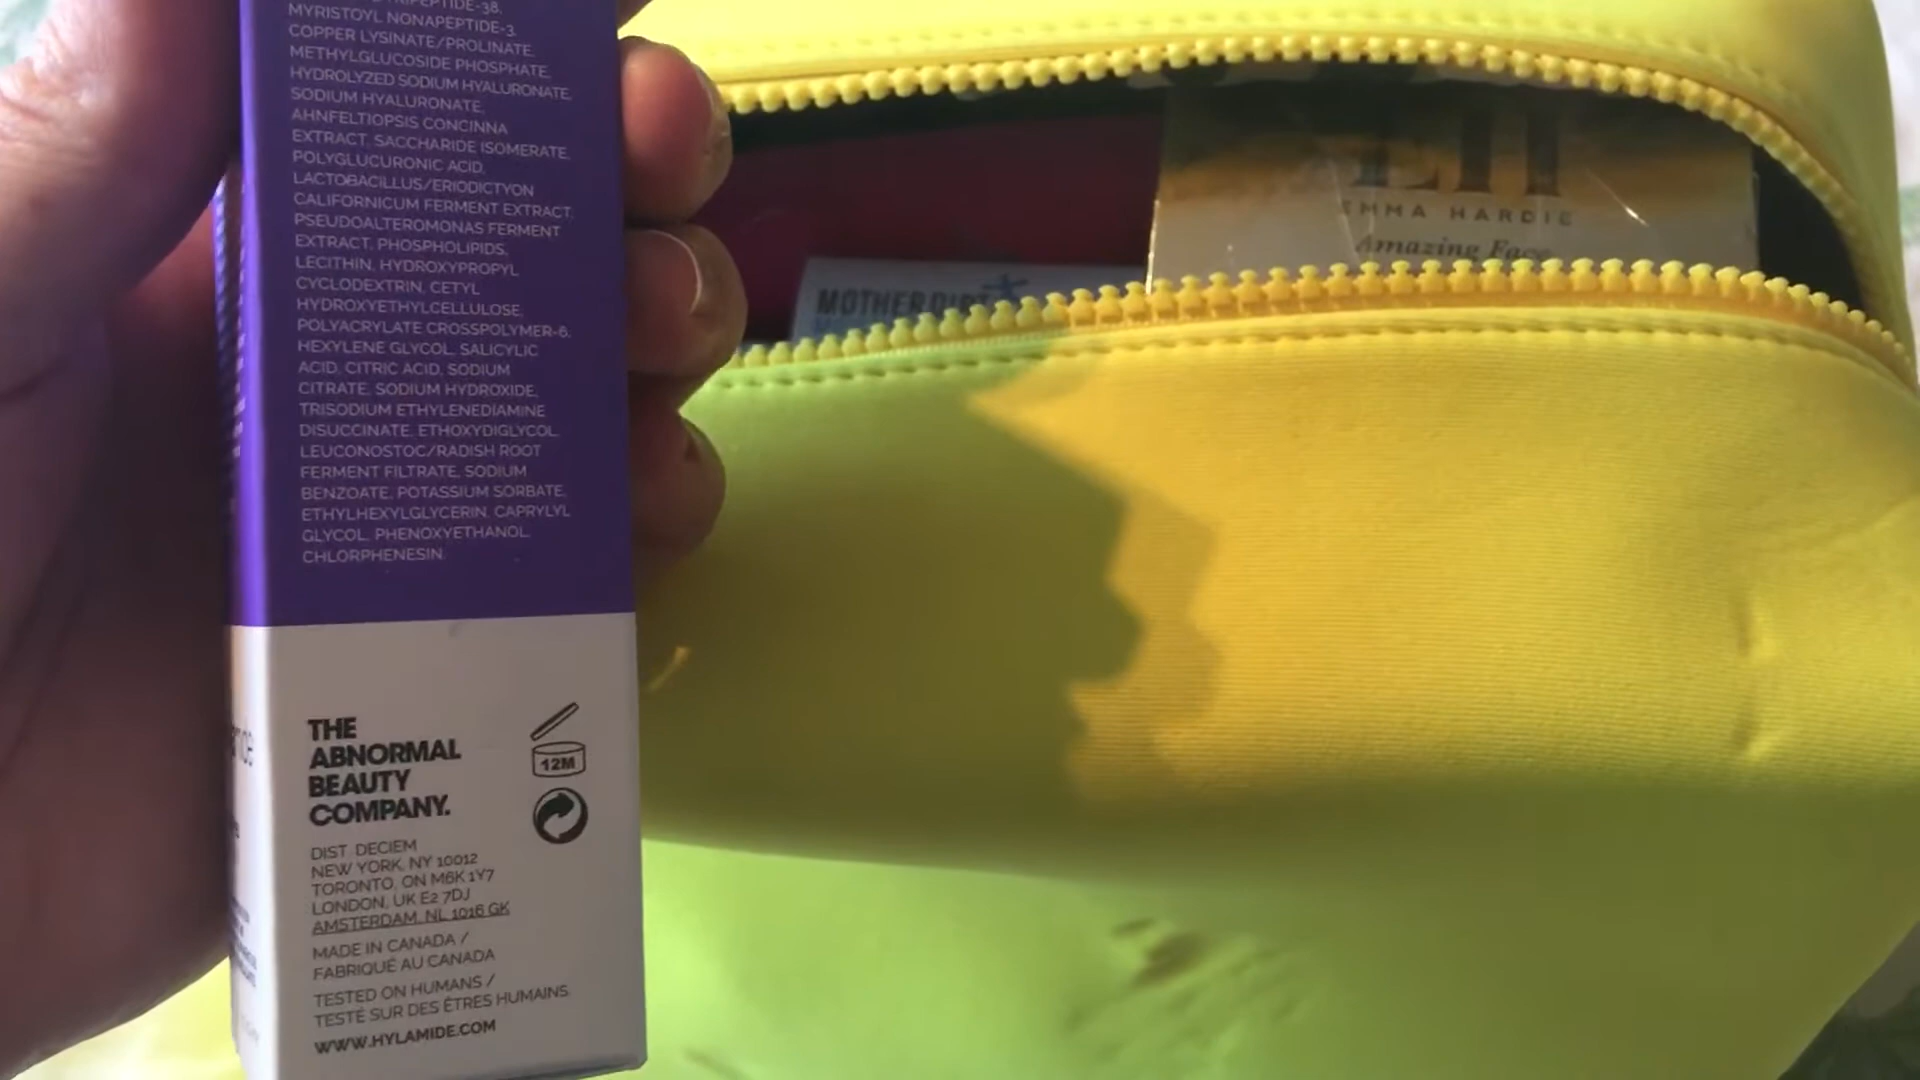 MYRISTOYL NONAPEPTIDE-3,
COPPER LYSINATE/PROLINATE,
METHYLGLUCOSIDE PHOSPHATE,
HYDROLYZED SODIUM HYALURONATE,
SODIUM HYALURONATE,
AHNFELTIOPSIS CONCINNA
EXTRACT, SACCHARIDE ISOMERATE,
POLYGLUCURONIC ACID,
LACTOBACILLUS/ERIODICTYON
CALIFORNICUM FERMENT EXTRACT,
PSEUDOALTEROMONAS FERMENT
EXTRACT, PHOSPHOLIPIDS,
LECITHIN, HYDROXYPROPYL
CYCLODEXTRIN, CETYL
HYDROXYETHYLCELLULOSE,
POLYACRYLATE CROSSPOLYMER-6,
HEXYLENE GLYCOL, SALICYLIC
ACID, CITRIC ACID, SODIUM
CITRATE, SODIUM HYDROXIDE,
TRISODIUM ETHYLENEDIAMINE
DISUCCINATE, ETHOXYDIGLYCOL,
LEUCONOSTOC/RADISH ROOT
FERMENT FILTRATE, SODIUM
BENZOATE, POTASSIUM SORBATE,
ETHYLHEXYLGLYCERIN, CAPRYLYL
GLYCOL, PHENOXYETHANOL,
CHLORPHENESIN.
THE
ABNORMAL
BEAUTY
COMPANY.
12M
DIST. DECIEM
NEW YORK, NY 10012
TORONTO, ON M6K 1Y7
LONDON, UK E2 7DJ
AMSTERDAM, NL 1016 GK
MADE IN CANADA /
FABRIQUÉ AU CANADA
TESTED ON HUMANS /
TESTÉ SUR DES ÊTRES HUMAINS
WWW.HYLAMIDE.COM
EH
EMMA HARDIE
Amazing Face
MOTHER DIRT